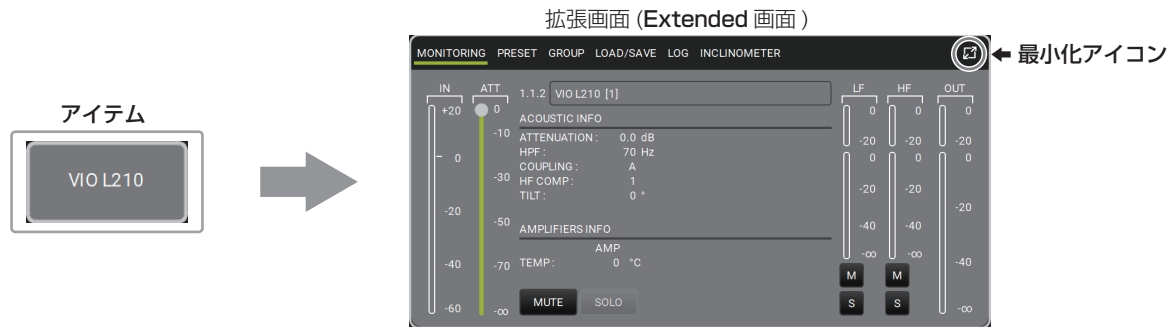 拡張画面 (Extended 画面 )
MONITORING PRESET GROUP LOAD/SAVE LOG INCLINOMETER
← 最小化アイコン
アイテム
VIO L210
IN
+20
0
-20
-40
-60
ATT
0
-10
-30
-50
-70
-∞
1.1.2 VIO L210 [1]
ACOUSTIC INFO
ATTENUATION : 0.0 dB
HPF : 70 Hz
COUPLING : A
HF COMP : 1
TILT : 0 °
AMPLIFIERS INFO
AMP
TEMP : 0 °C
MUTE SOLO
LF
0
-20
0
-20
-40
-∞
M
S
HF
0
-20
0
-20
-40
-∞
M
S
OUT
0
-20
0
-20
-40
-∞